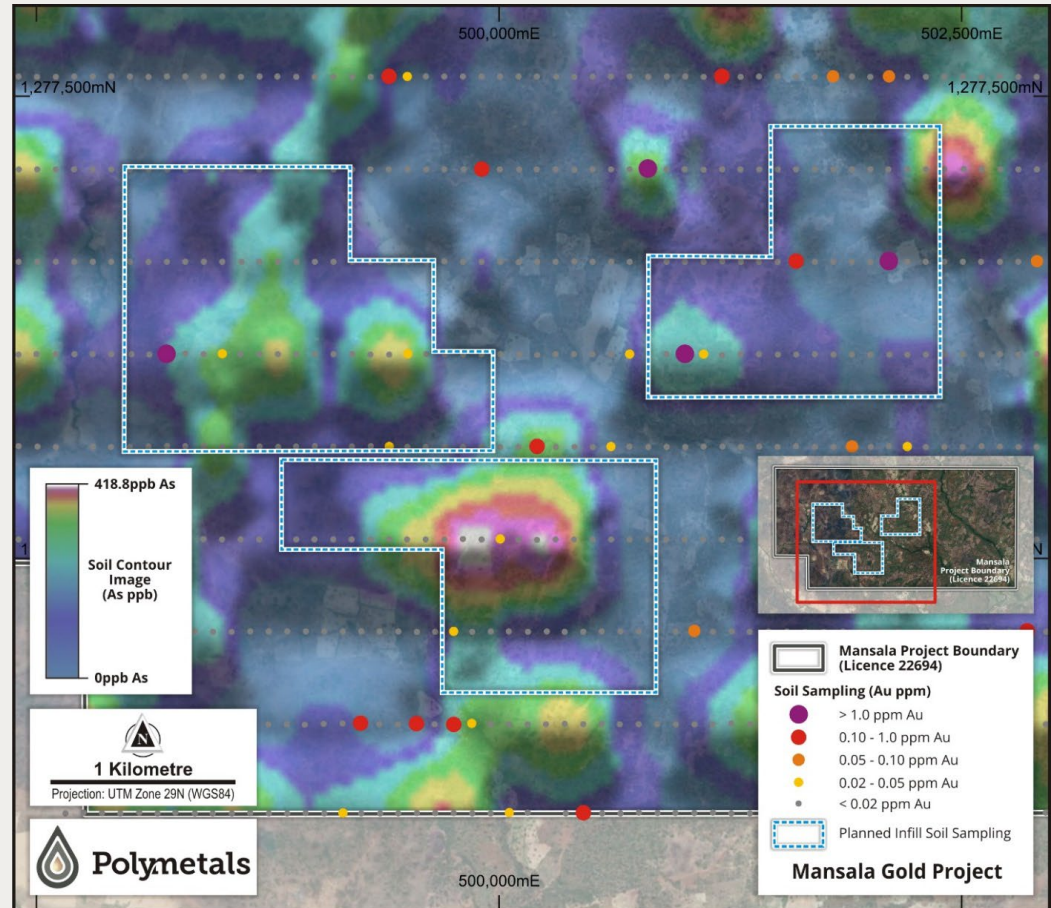 500,000mE
502,500mE
1,277,500mN
1,277,500mN
418.8ppb As
Soil Contour
Image
(As ppb)
0ppb As
1
N
Mansala
Project Boundary
(Licence 22694)
N
1 Kilometre
Projection: UTM Zone 29N (WGS84)
Polymetals
500,000mE
Mansala Project Boundary
(Licence 22694)
Soil Sampling (Au ppm)
> 1.0 ppm Au
0.10 - 1.0 ppm Au
0.05 - 0.10 ppm Au
0.02 - 0.05 ppm Au
< 0.02 ppm Au
Planned Infill Soil Sampling
Mansala Gold Project